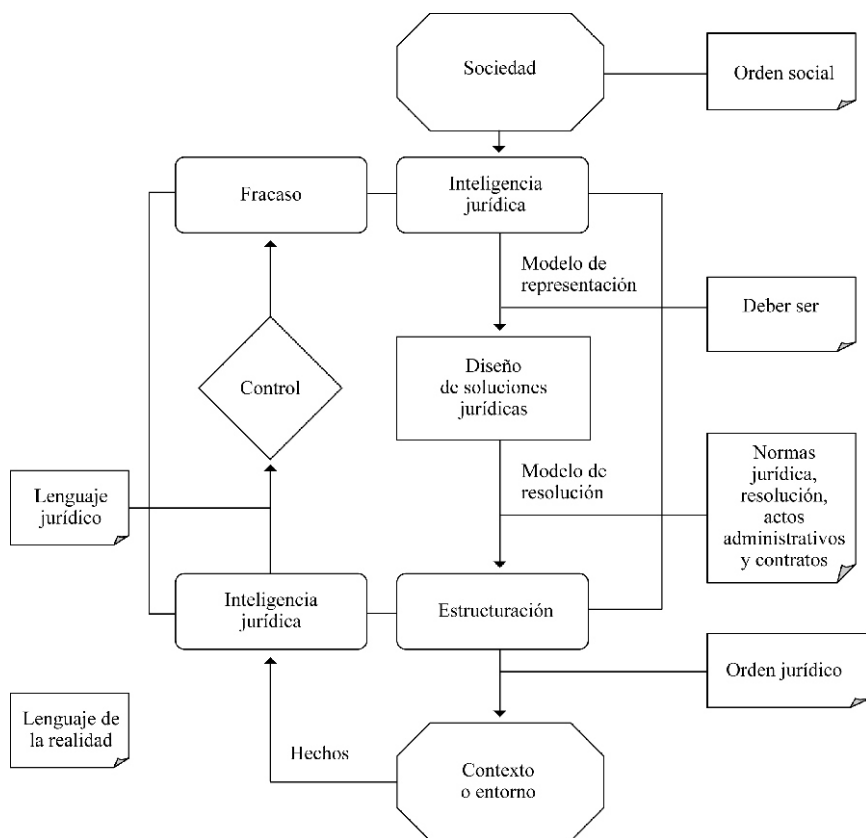 Sociedad
Orden social
Fracaso
Inteligencia
jurídica
Modelo de
representación
Deber ser
Control
Diseño
de soluciones
jurídicas
Modelo de
resolución
Normas
jurídica,
resolución,
actos
administrativos
y contratos
Lenguaje
jurídico
Inteligencia
jurídica
Estructuración
Orden jurídico
Lenguaje de
la realidad
Hechos
Contexto
o entorno